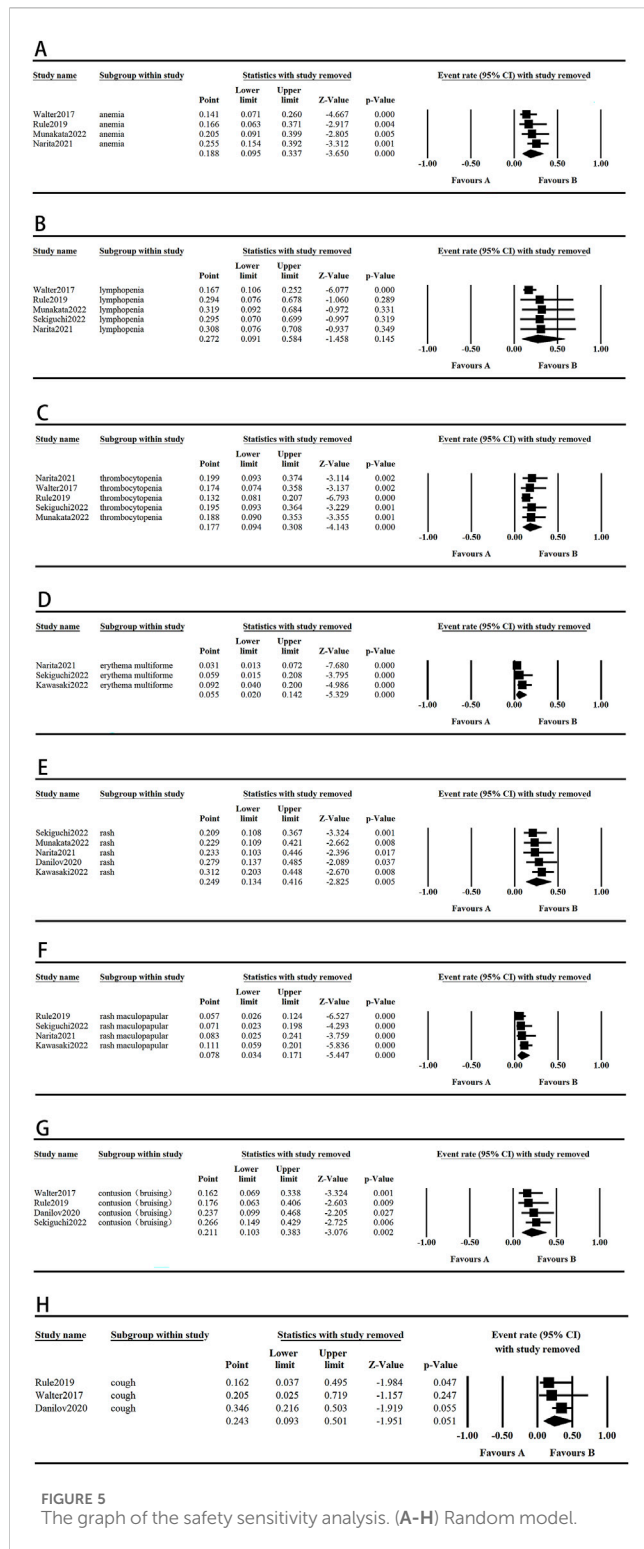 A
Study name Subgroup within study Statistics with study removed Event rate (95% CI) with study removed
Lower Upper
Point limit limit Z-Value p-Value
Walter2017 anemia 0.141 0.071 0.260 -4.667 0.000
Rule2019 anemia 0.166 0.063 0.371 -2.917 0.004
Munakata2022 anemia 0.205 0.091 0.399 -2.805 0.005
Narita2021 anemia 0.255 0.154 0.392 -3.312 0.001
0.188 0.095 0.337 -3.650 0.000
-1.00 -0.50 0.00 0.50 1.00
Favours A Favours B
B
Study name Subgroup within study Statistics with study removed Event rate (95% CI) with study removed
Lower Upper
Point limit limit Z-Value p-Value
Walter2017 lymphopenia 0.167 0.106 0.252 -6.077 0.000
Rule2019 lymphopenia 0.294 0.076 0.678 -1.060 0.289
Munakata2022 lymphopenia 0.319 0.092 0.684 -0.972 0.331
Sekiguchi2022 lymphopenia 0.295 0.070 0.699 -0.997 0.319
Narita2021 lymphopenia 0.308 0.076 0.708 -0.937 0.349
0.272 0.091 0.584 -1.458 0.145
-1.00 -0.50 0.00 0.50 1.00
Favours A Favours B
C
Study name Subgroup within study Statistics with study removed Event rate (95% CI) with study removed
Lower Upper
Point limit limit Z-Value p-Value
Narita2021 thrombocytopenia 0.199 0.093 0.374 -3.114 0.002
Walter2017 thrombocytopenia 0.174 0.074 0.358 -3.137 0.002
Rule2019 thrombocytopenia 0.132 0.081 0.207 -6.793 0.000
Sekiguchi2022 thrombocytopenia 0.195 0.093 0.364 -3.229 0.001
Munakata2022 thrombocytopenia 0.188 0.090 0.353 -3.355 0.001
0.177 0.094 0.308 -4.143 0.000
-1.00 -0.50 0.00 0.50 1.00
Favours A Favours B
D
Study name Subgroup within study Statistics with study removed Event rate (95% CI) with study removed
Lower Upper
Point limit limit Z-Value p-Value
Narita2021 erythema multiforme 0.031 0.013 0.072 -7.680 0.000
Sekiguchi2022 erythema multiforme 0.059 0.015 0.208 -3.795 0.000
Kawasaki2022 erythema multiforme 0.092 0.040 0.200 -4.986 0.000
0.055 0.020 0.142 -5.329 0.000
-1.00 -0.50 0.00 0.50 1.00
Favours A Favours B
E
Study name Subgroup within study Statistics with study removed Event rate (95% CI) with study removed
Lower Upper
Point limit limit Z-Value p-Value
Sekiguchi2022 rash 0.209 0.108 0.367 -3.324 0.001
Munakata2022 rash 0.229 0.109 0.421 -2.662 0.008
Narita2021 rash 0.233 0.103 0.446 -2.396 0.017
Danilov2020 rash 0.279 0.137 0.485 -2.089 0.037
Kawasaki2022 rash 0.312 0.203 0.448 -2.670 0.008
0.249 0.134 0.416 -2.825 0.005
-1.00 -0.50 0.00 0.50 1.00
Favours A Favours B
F
Study name Subgroup within study Statistics with study removed Event rate (95% CI) with study removed
Lower Upper
Point limit limit Z-Value p-Value
Rule2019 rash maculopapular 0.057 0.026 0.124 -6.527 0.000
Sekiguchi2022 rash maculopapular 0.071 0.023 0.198 -4.293 0.000
Narita2021 rash maculopapular 0.083 0.025 0.241 -3.759 0.000
Kawasaki2022 rash maculopapular 0.111 0.059 0.201 -5.836 0.000
0.078 0.034 0.171 -5.447 0.000
-1.00 -0.50 0.00 0.50 1.00
Favours A Favours B
G
Study name Subgroup within study Statistics with study removed Event rate (95% CI) with study removed
Lower Upper
Point limit limit Z-Value p-Value
Walter2017 contusion（bruising） 0.162 0.069 0.338 -3.324 0.001
Rule2019 contusion（bruising） 0.176 0.063 0.406 -2.603 0.009
Danilov2020 contusion（bruising） 0.237 0.099 0.468 -2.205 0.027
Sekiguchi2022 contusion（bruising） 0.266 0.149 0.429 -2.725 0.006
0.211 0.103 0.383 -3.076 0.002
-1.00 -0.50 0.00 0.50 1.00
Favours A Favours B
H
Study name Subgroup within study Statistics with study removed Event rate (95% CI)
with study removed
Lower Upper
Point limit limit Z-Value p-Value
Rule2019 cough 0.162 0.037 0.495 -1.984 0.047
Walter2017 cough 0.205 0.025 0.719 -1.157 0.247
Danilov2020 cough 0.346 0.216 0.503 -1.919 0.055
0.243 0.093 0.501 -1.951 0.051
-1.00 -0.50 0.00 0.50 1.00
Favours A Favours B
FIGURE 5
The graph of the safety sensitivity analysis. (A-H) Random model.